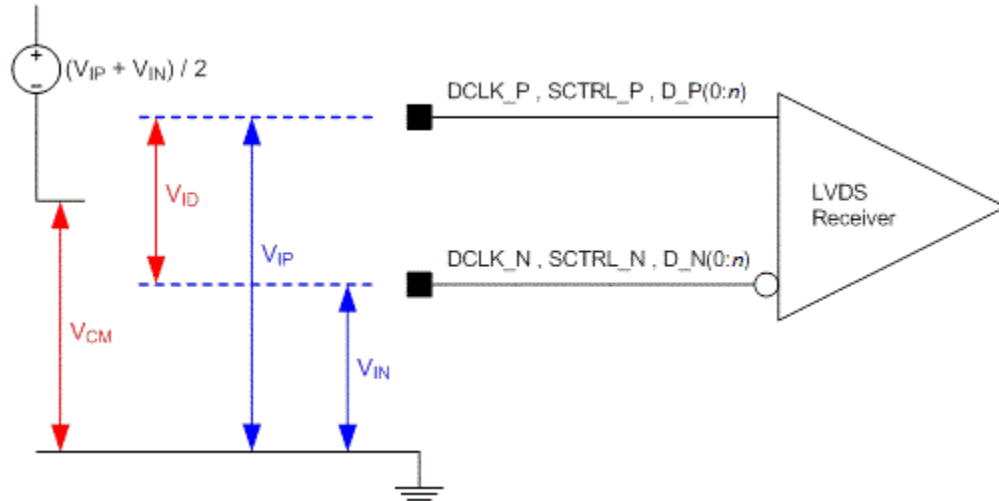 +
−
(VIP + VIN) / 2
DCLK_P , SCTRL_P , D_P(0:n)
VID
LVDS
Receiver
VIP
DCLK_N , SCTRL_N , D_N(0:n)
VCM
VIN